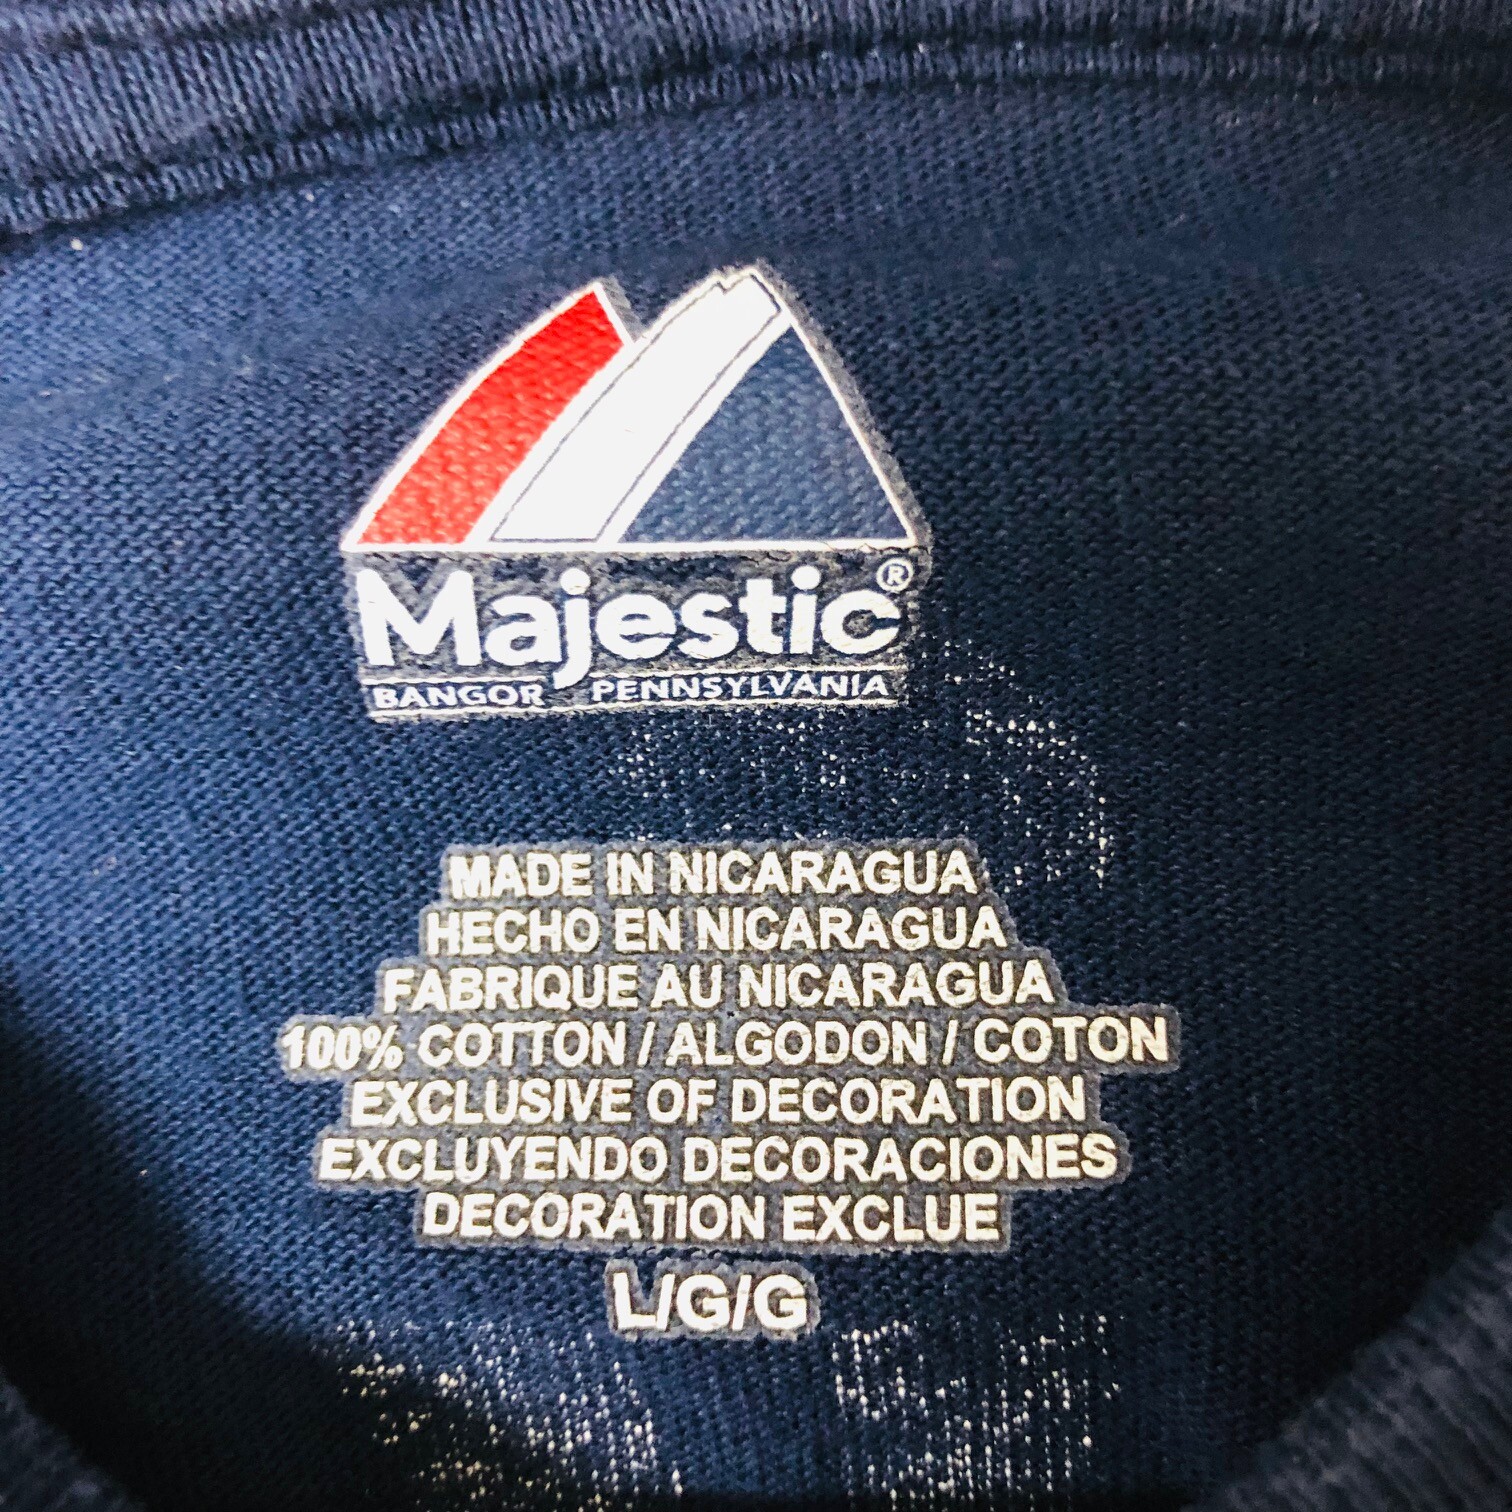 Majestic®
BANGOR PENNSYLVANIA
MADE IN NICARAGUA
HECHO EN NICARAGUA
FABRIQUE AU NICARAGUA
100% COTTON / ALGODON / COTON
EXCLUSIVE OF DECORATION
EXCLUYENDO DECORACIONES
DECORATION EXCLUE
L/G/G